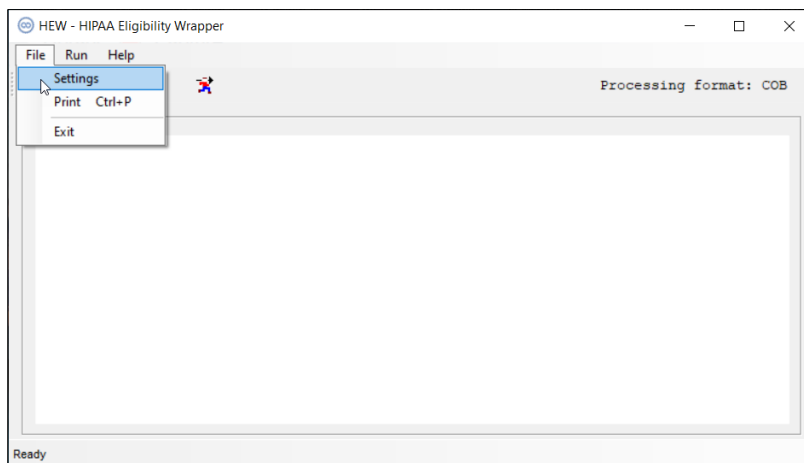 HEW - HIPAA Eligibility Wrapper
File Run Help
Settings
Processing format: COB
Print Ctrl+P
Exit
Ready